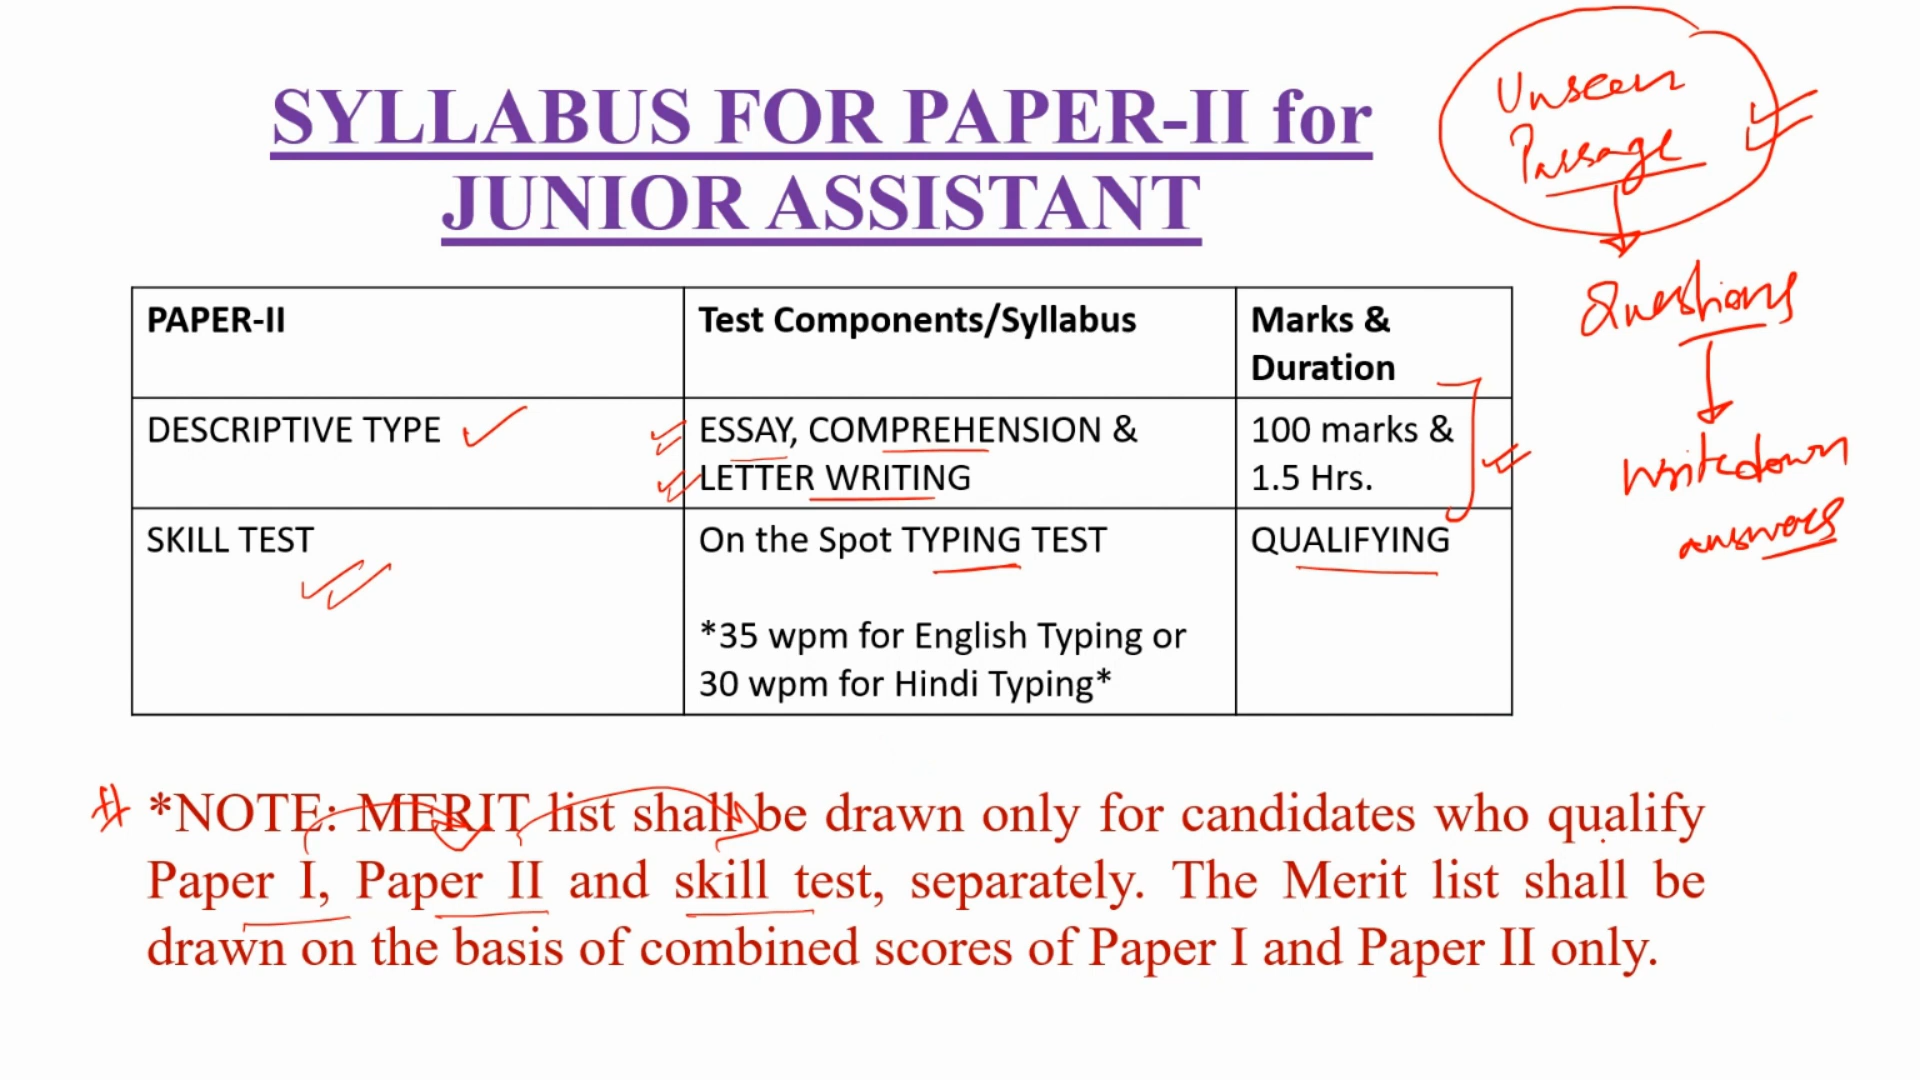 SYLLABUS FOR PAPER-II for
JUNIOR ASSISTANT
Unseen
Passage
Questions
Writedown
answers
PAPER-II
Test Components/Syllabus
Marks &
Duration
DESCRIPTIVE TYPE
ESSAY, COMPREHENSION &
LETTER WRITING
100 marks &
1.5 Hrs.
SKILL TEST
On the Spot TYPING TEST
*35 wpm for English Typing or
30 wpm for Hindi Typing*
QUALIFYING
*NOTE: MERIT list shall be drawn only for candidates who qualify
Paper I, Paper II and skill test, separately. The Merit list shall be
drawn on the basis of combined scores of Paper I and Paper II only.